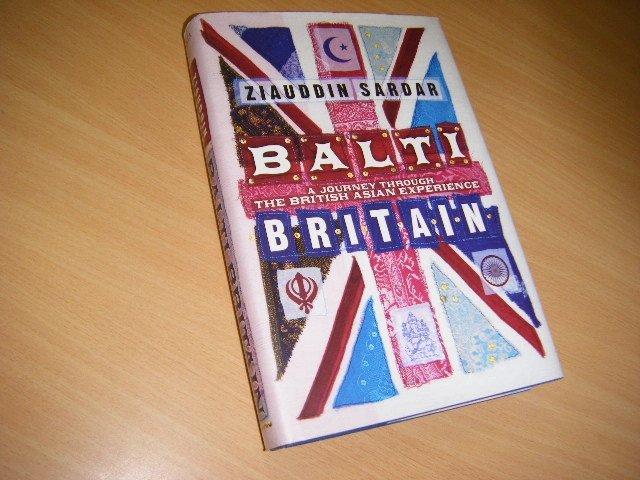 ZIAUDDIN SARDAR
BALTI
A JOURNEY THROUGH
THE BRITISH ASIAN EXPERIENCE
BRITAIN